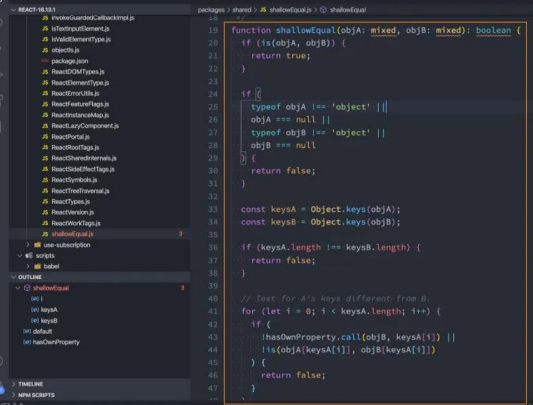 REACT-16.13.1
invokeGuardedCallbackImpl.js
isTextInputElement.js
isValidElementType.js
objectIs.js
package.json
ReactDOMTypes.js
ReactElementType.js
ReactErrorUtils.js
ReactFeatureFlags.js
ReactInstanceMap.js
ReactLazyComponent.js
ReactPortal.js
ReactRootTags.js
ReactSharedInternals.js
ReactSideEffectTags.js
ReactSymbols.js
ReactTreeTraversal.js
ReactTypes.js
ReactVersion.js
ReactWorkTags.js
shallowEqual.js 3
use-subscription
scripts
babel
OUTLINE
shallowEqual 3
i
keysA
keysB
default
hasOwnProperty
TIMELINE
NPM SCRIPTS
packages > shared > JS shallowEqual.js > shallowEqual
18 */
19 function shallowEqual(objA: mixed, objB: mixed): boolean {
20 if (is(objA, objB)) {
21 return true;
22 }
23
24 if (
25 typeof objA !== 'object' ||
26 objA === null ||
27 typeof objB !== 'object' ||
28 objB === null
29 ) {
30 return false;
31 }
32
33 const keysA = Object.keys(objA);
34 const keysB = Object.keys(objB);
35
36 if (keysA.length !== keysB.length) {
37 return false;
38 }
39
40 // Test for A's keys different from B.
41 for (let i = 0; i < keysA.length; i++) {
42 if (
43 !hasOwnProperty.call(objB, keysA[i]) ||
44 !is(objA[keysA[i]], objB[keysA[i]])
45 ) {
46 return false;
47 }